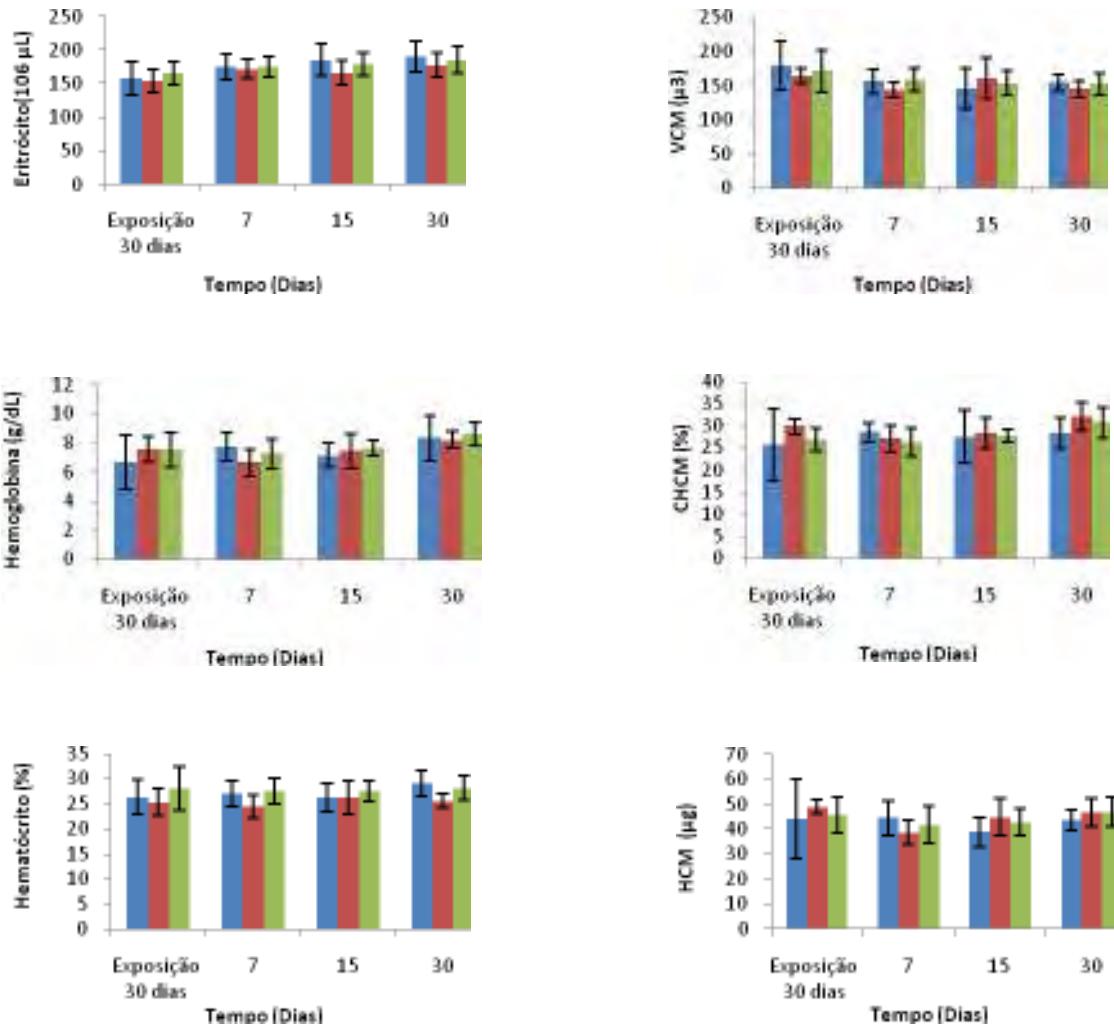 Eritrócito(106 µL)
250
200
150
100
50
0
Exposição 7 15 30
30 dias
Tempo (Dias)
VCM (µ3)
250
200
150
100
50
0
Exposição 7 15 30
30 dias
Tempo (Dias)
Hemoglobina (g/dL)
12
10
8
6
4
2
0
Exposição 7 15 30
30 dias
Tempo (Dias)
CHCM (%)
40
35
30
25
20
15
10
5
0
Exposição 7 15 30
30 dias
Tempo (Dias)
Hematócrito (%)
35
30
25
20
15
10
5
0
Exposição 7 15 30
30 dias
Tempo (Dias)
HCM (µg)
70
60
50
40
30
20
10
0
Exposição 7 15 30
30 dias
Tempo (Dias)